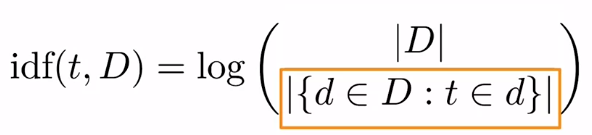 idf(t, D) = log ( |D| / |{d ∈ D : t ∈ d}| )